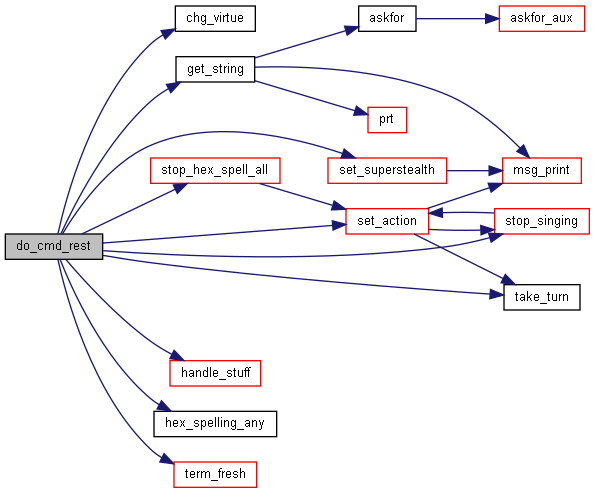 chg_virtue
askfor
askfor_aux
get_string
prt
stop_hex_spell_all
set_superstealth
msg_print
set_action
stop_singing
do_cmd_rest
take_turn
handle_stuff
hex_spelling_any
term_fresh